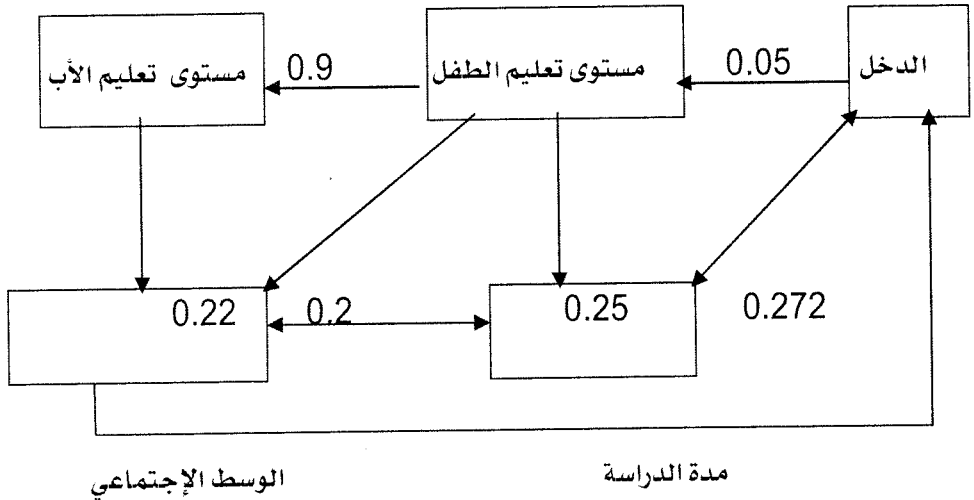 الدخل
0.05
مستوى تعليم الطفل
0.9
مستوى تعليم الأب
0.272
0.25
0.2
0.22
مدة الدراسة
الوسط الإجتماعي